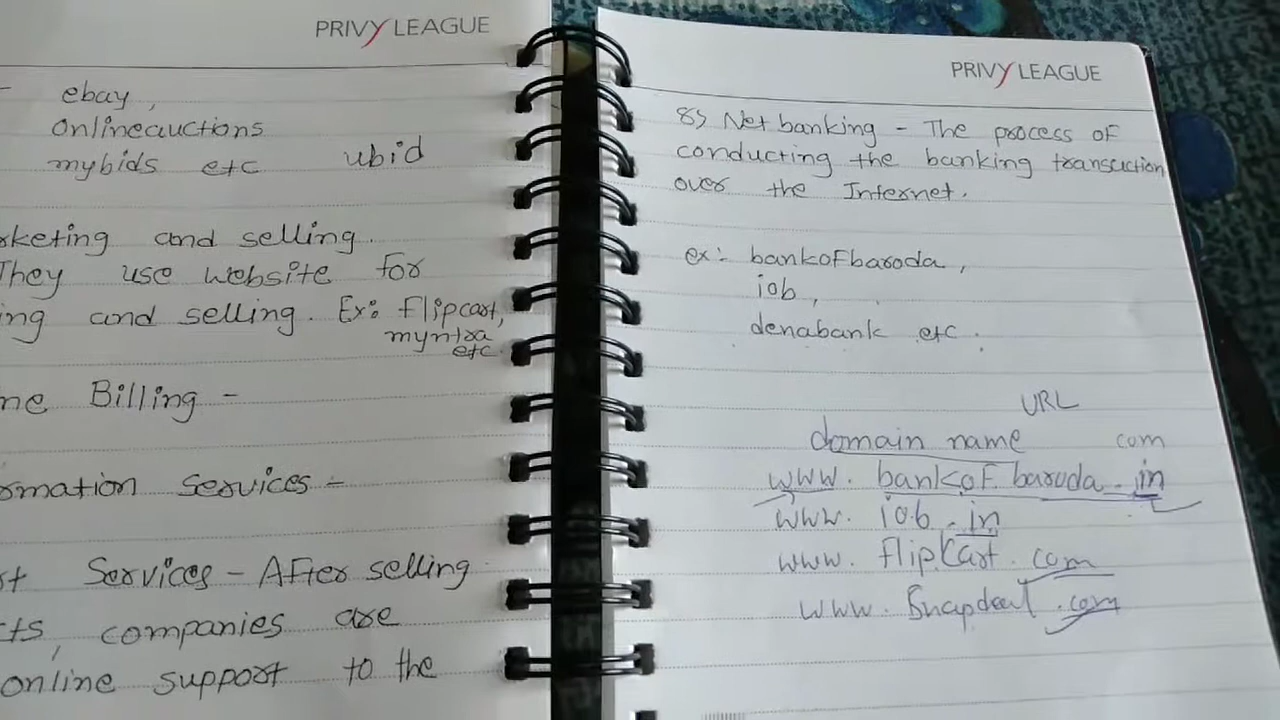 PRIVY LEAGUE
- ebay,
onlineauctions
mybids etc ubid
rketing and selling.
They use website for
ing and selling. Ex: Flipcart,
myntra
etc
ne Billing -
ormation Services -
rt Services - After selling
cts, companies are
online support to the
PRIVY LEAGUE
8) Net banking - The process of
conducting the banking transaction
over the Internet.
ex: bankofbaroda,
iob,
denabank etc.
URL
domain name com
www. bankof baroda.in
www. iob.in
www. flipkart.com
www. Snapdeal.com